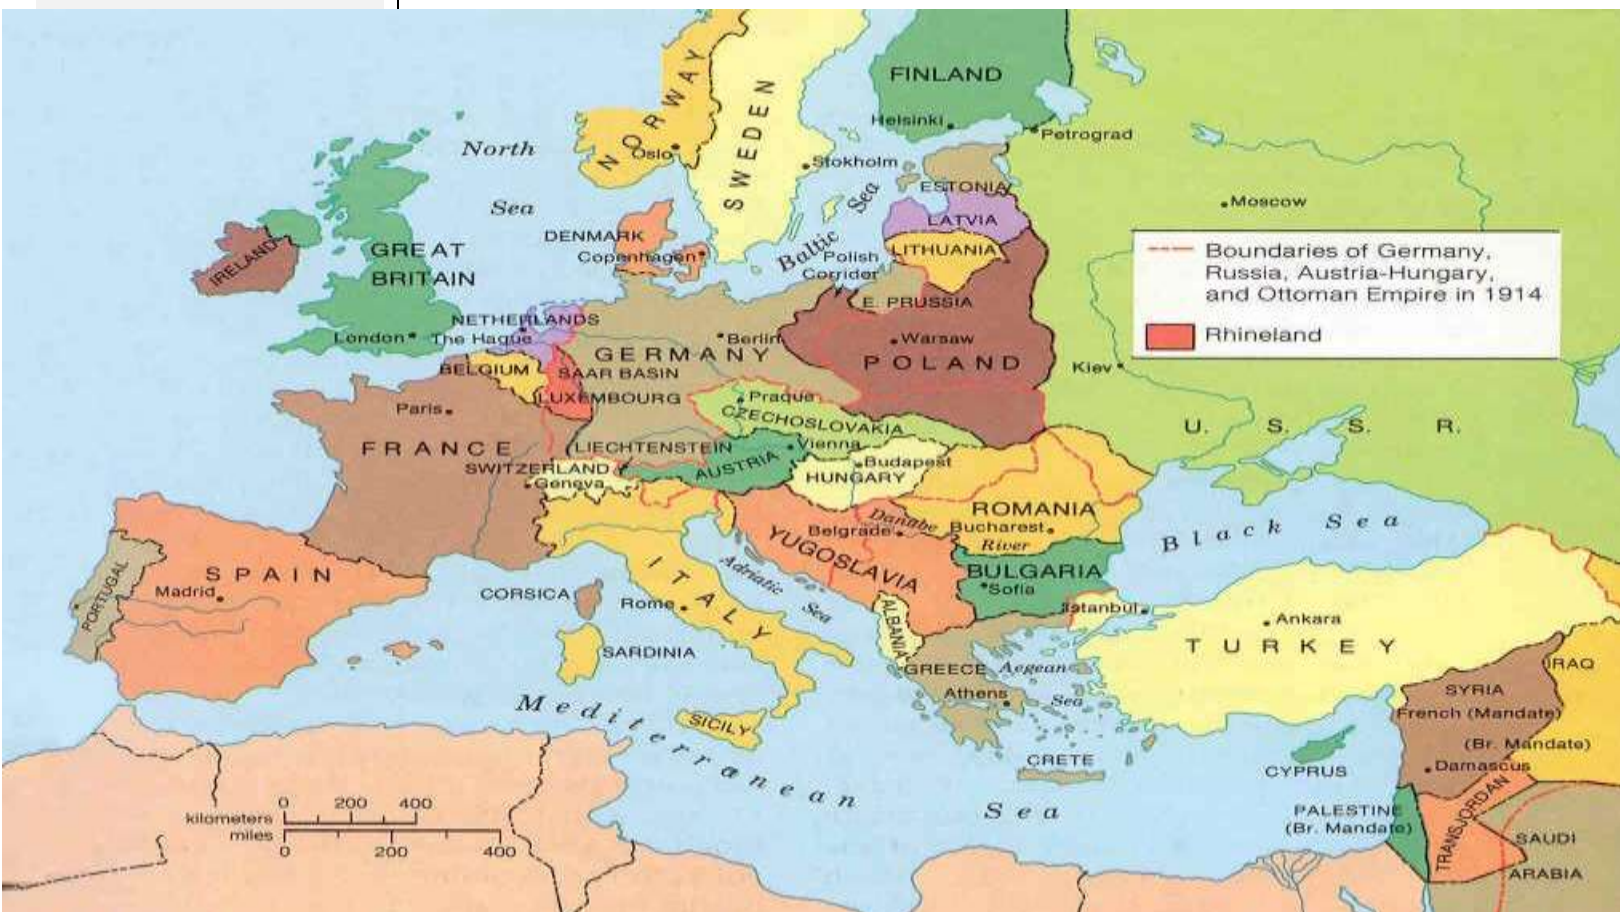 FINLAND
Helsinki
Petrograd
NORWAY
Oslo
SWEDEN
Stokholm
North
Sea
Baltic
Sea
ESTONIA
LATVIA
LITHUANIA
Moscow
DENMARK
Copenhagen
Polish
Corrider
E. PRUSSIA
IRELAND
GREAT
BRITAIN
London
NETHERLANDS
The Haque
BELGIUM
Berlin
GERMANY
SAAR BASIN
LUXEMBOURG
Warsaw
POLAND
Kiev
U. S. S. R.
Boundaries of Germany,
Russia, Austria-Hungary,
and Ottoman Empire in 1914
Rhineland
Paris
FRANCE
Praque
CZECHOSLOVAKIA
LIECHTENSTEIN
Vienna
AUSTRIA
SWITZERLAND
Geneva
Budapest
HUNGARY
ROMANIA
Bucharest
Danube
River
Belgrade
YUGOSLAVIA
Black Sea
BULGARIA
Sofia
PORTUGAL
SPAIN
Madrid
CORSICA
ITALY
Rome
Adriatic
Sea
ALBANIA
SARDINIA
SICILY
Istanbul
Ankara
TURKEY
GREECE
Athens
Aegean
Sea
CRETE
Mediterranean
Sea
CYPRUS
IRAQ
SYRIA
French (Mandate)
(Br. Mandate)
Damascus
PALESTINE
(Br. Mandate)
TRANSJORDAN
SAUDI
ARABIA
0 200 400
kilometers
miles
0 200 400